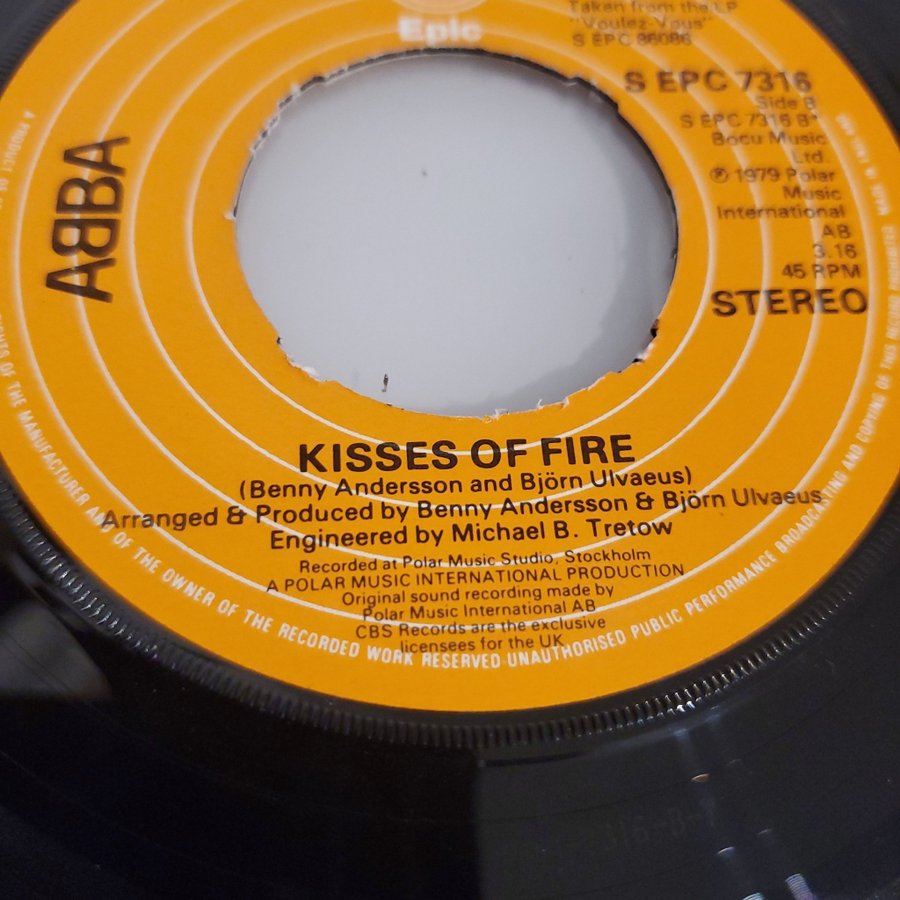 Taken from the LP
"Voulez-Vous"
S EPC 86086
Epic
S EPC 7316
Side B
S EPC 7316 B*
Bocu Music
Ltd.
℗ 1979 Polar
Music
International
AB
3.16
45 RPM
STEREO
ABBA
KISSES OF FIRE
(Benny Andersson and Björn Ulvaeus)
Arranged & Produced by Benny Andersson & Björn Ulvaeus
Engineered by Michael B. Tretow
Recorded at Polar Music Studio, Stockholm
A POLAR MUSIC INTERNATIONAL PRODUCTION
Original sound recording made by
Polar Music International AB
CBS Records are the exclusive
licensees for the UK
A PRODUCT OF
OF THE MANUFACTURER AND OF THE OWNER OF THE RECORDED WORK RESERVED UNAUTHORISED PUBLIC PERFORMANCE BROADCASTING AND COPYING OF THIS RECORD PROHIBITED MADE IN